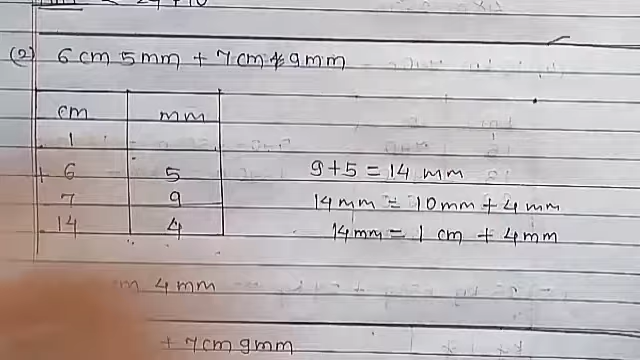 (2) 6 cm 5 mm + 7 cm 9 mm
cm mm
1
+ 6 5 9 + 5 = 14 mm
7 9 14 mm = 10 mm + 4 mm
14 4 14 mm = 1 cm + 4 mm
m 4 mm
+ 7 cm 9 mm